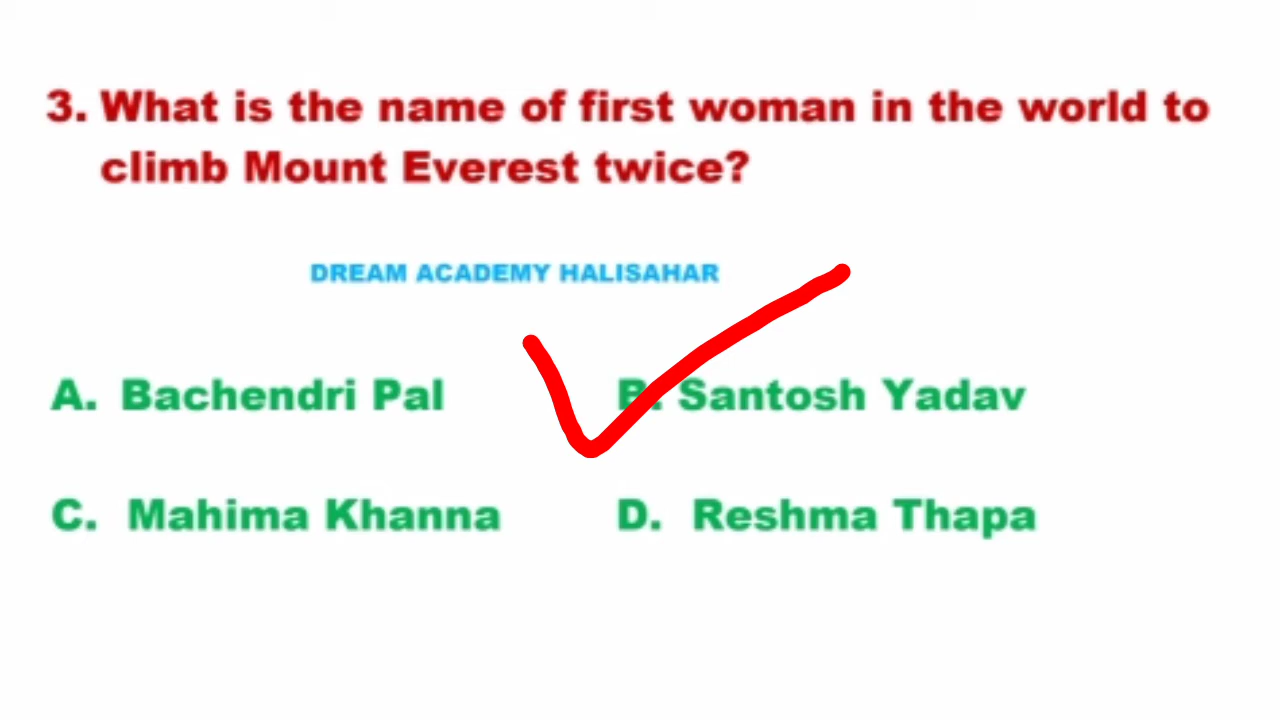 3. What is the name of first woman in the world to
climb Mount Everest twice?
DREAM ACADEMY HALISAHAR
A. Bachendri Pal
B. Santosh Yadav
C. Mahima Khanna
D. Reshma Thapa